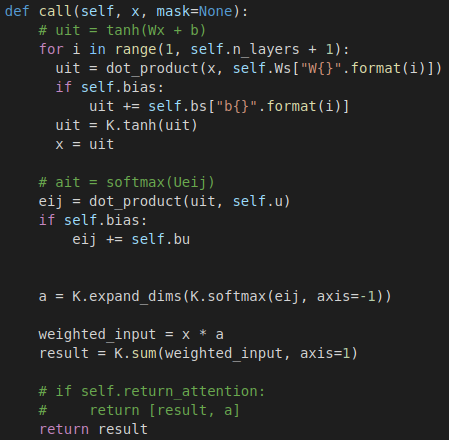 def call(self, x, mask=None):
    # uit = tanh(Wx + b)
    for i in range(1, self.n_layers + 1):
      uit = dot_product(x, self.Ws["W{}".format(i)])
      if self.bias:
          uit += self.bs["b{}".format(i)]
      uit = K.tanh(uit)
      x = uit
    # ait = softmax(Ueij)
    eij = dot_product(uit, self.u)
    if self.bias:
        eij += self.bu
    a = K.expand_dims(K.softmax(eij, axis=-1))
    weighted_input = x * a
    result = K.sum(weighted_input, axis=1)
    # if self.return_attention:
    #     return [result, a]
    return result